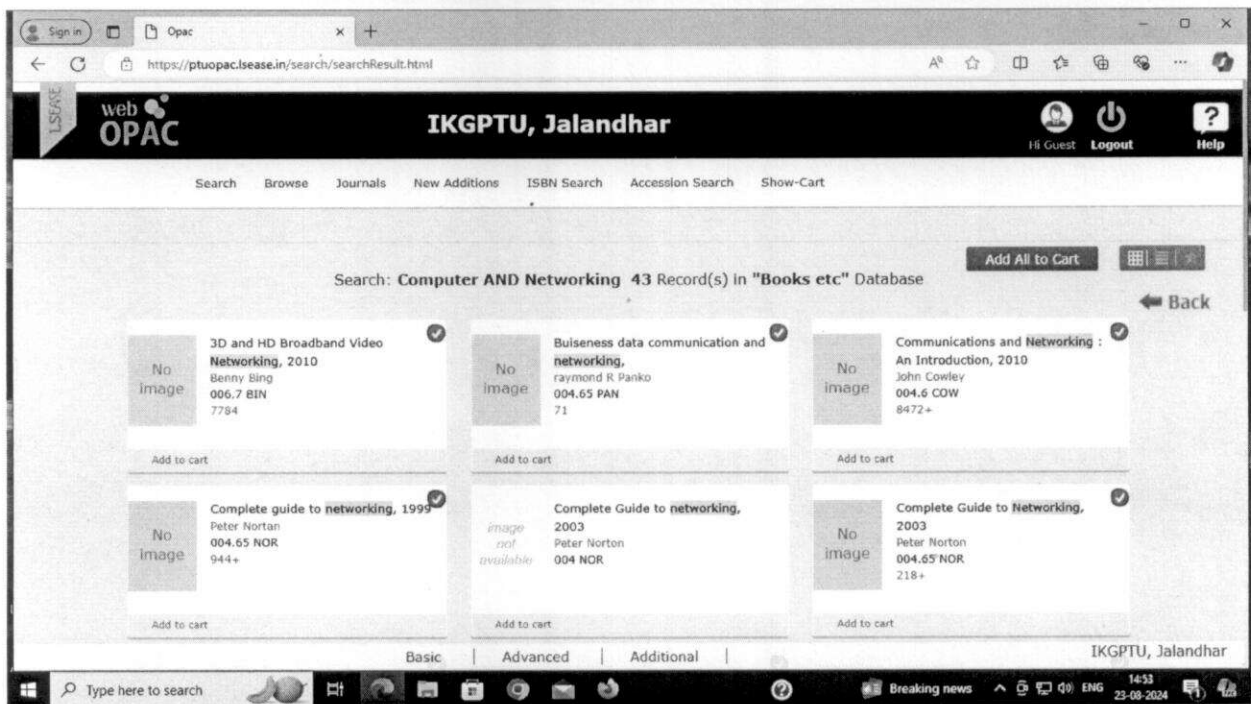 Sign in
Opac
https://ptuopac.lsease.in/search/searchResult.html
LSEASE
web
OPAC
IKGPTU, Jalandhar
Hi Guest Logout
Help
Search Browse Journals New Additions ISBN Search Accession Search Show-Cart
Add All to Cart
Search: Computer AND Networking 43 Record(s) in "Books etc" Database
Back
No
image
3D and HD Broadband Video
Networking, 2010
Benny Bing
006.7 BIN
7784
Add to cart
No
image
Buiseness data communication and
networking,
raymond R Panko
004.65 PAN
71
Add to cart
No
image
Communications and Networking :
An Introduction, 2010
John Cowley
004.6 COW
8472+
Add to cart
No
image
Complete guide to networking, 1999
Peter Nortan
004.65 NOR
944+
Add to cart
image
not
available
Complete Guide to networking,
2003
Peter Norton
004 NOR
Add to cart
No
image
Complete Guide to Networking,
2003
Peter Norton
004.65 NOR
218+
Add to cart
Basic | Advanced | Additional |
IKGPTU, Jalandhar
Type here to search
Breaking news
ENG
14:53
23-08-2024